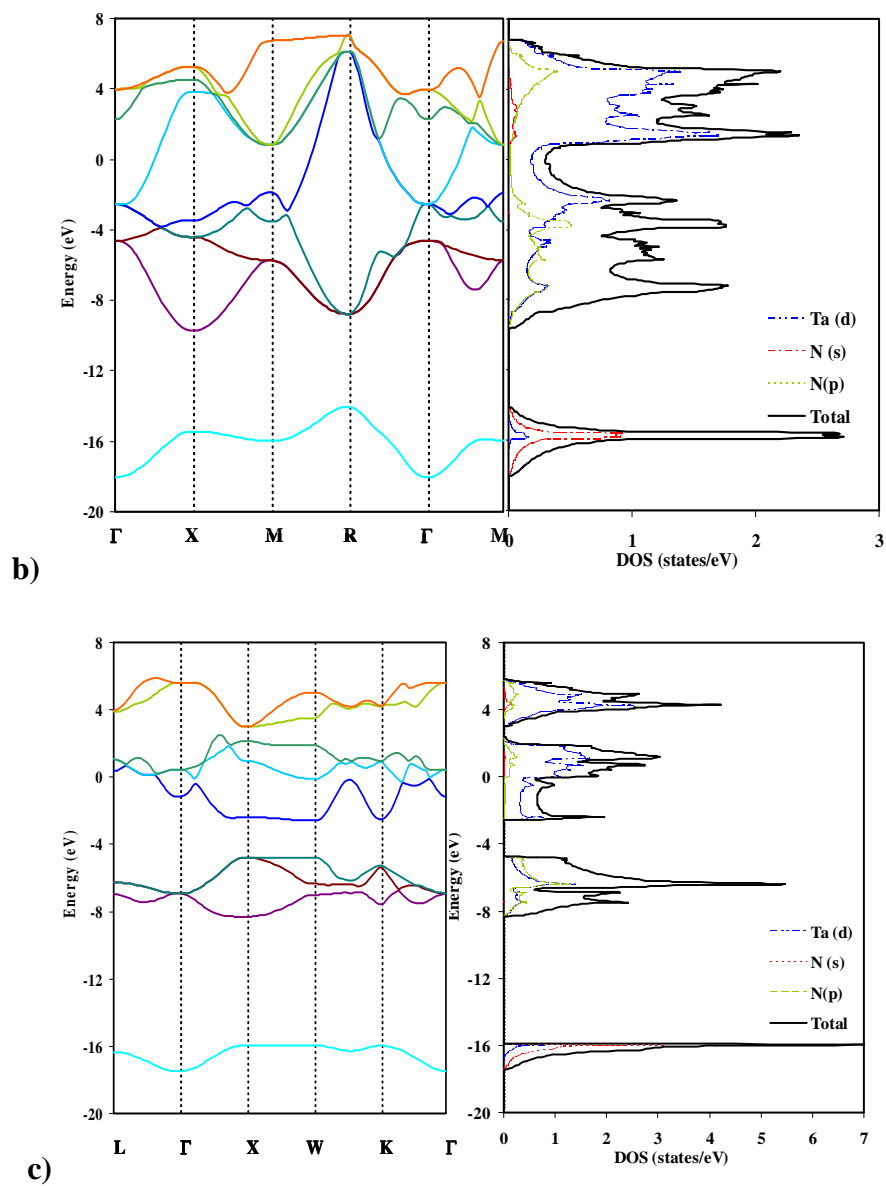 8
4
0
-4
-8
-12
-16
-20
Energy (eV)
Γ X M R Γ M
Ta (d)
N (s)
N(p)
Total
0 1 2 3
DOS (states/eV)
b)
8
4
0
-4
-8
-12
-16
-20
Energy (eV)
L Γ X W K Γ
8
4
0
-4
-8
-12
-16
-20
Energy (eV)
Ta (d)
N (s)
N(p)
Total
0 1 2 3 4 5 6 7
DOS (states/eV)
c)